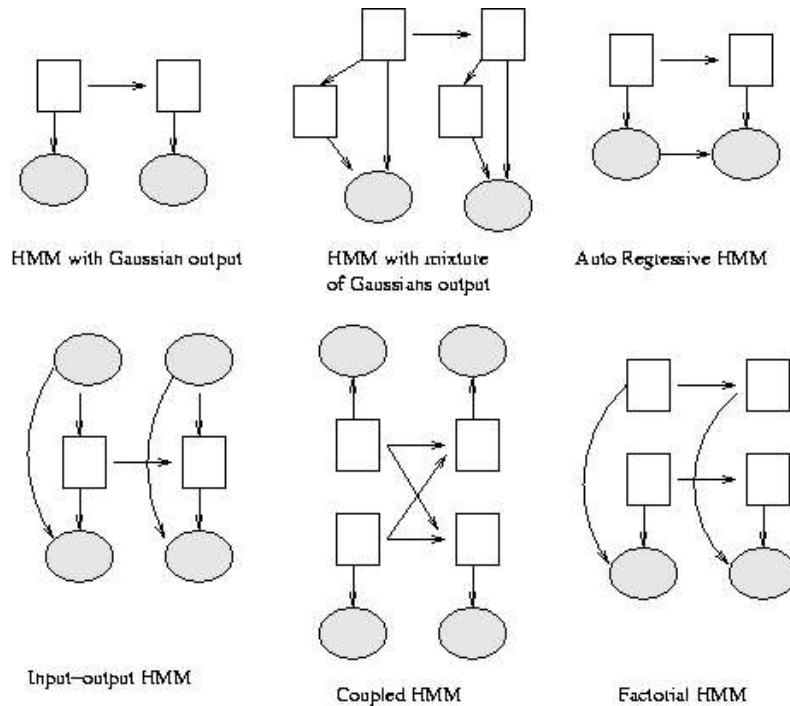 HMM with Gaussian output
HMM with mixture
of Gaussians output
Auto Regressive HMM
Input-output HMM
Coupled HMM
Factorial HMM